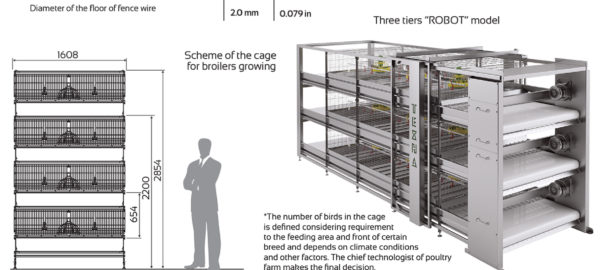 Diameter of the floor of fence wire
2.0 mm
0.079 in
Three tiers "ROBOT" model
Scheme of the cage
for broilers growing
1608
2854
2200
654
*The number of birds in the cage
is defined considering requirement
to the feeding area and front of certain
breed and depends on climate conditions
and other factors. The chief technologist of poultry
farm makes the final decision.